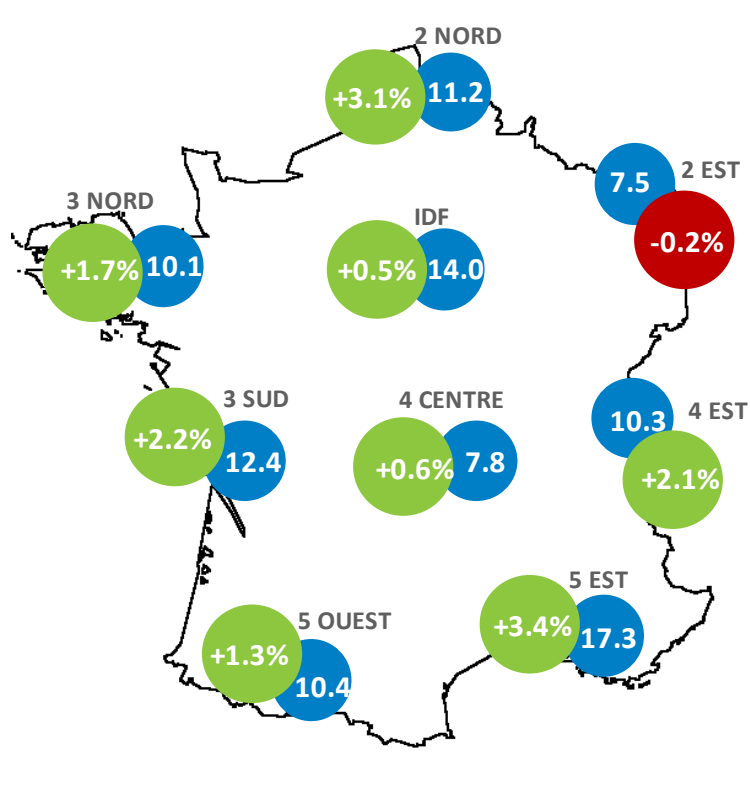 2 NORD
+3.1% 11.2
2 EST
7.5
-0.2%
3 NORD
+1.7% 10.1
IDF
+0.5% 14.0
3 SUD
+2.2%
12.4
4 CENTRE
+0.6% 7.8
4 EST
10.3
+2.1%
5 EST
+3.4% 17.3
5 OUEST
+1.3%
10.4